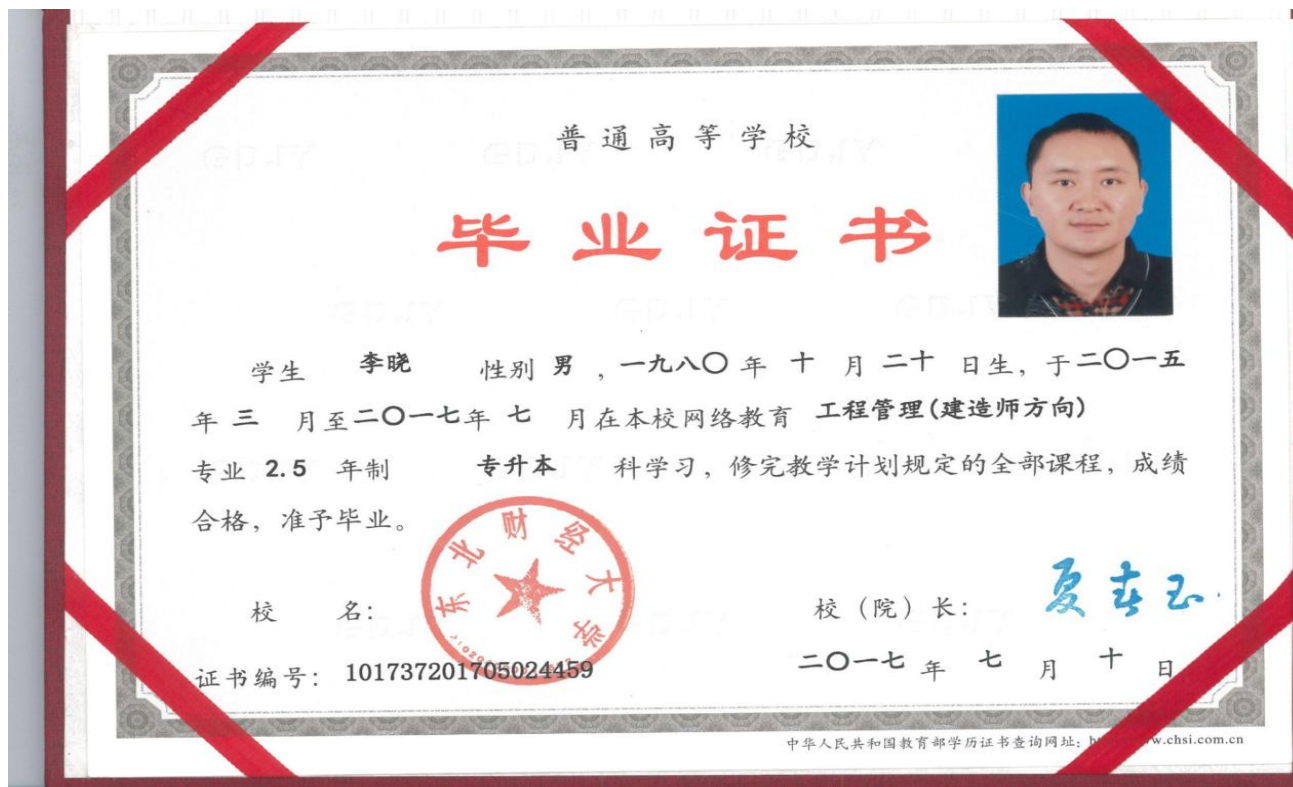 普通高等学校
毕业证书
学生 李晓 性别 男 ，一九八〇 年 十 月 二十 日生，于二〇一五
年 三 月至二〇一七年 七 月在本校网络教育 工程管理(建造师方向)
专业 2.5 年制 专升本 科学习，修完教学计划规定的全部课程，成绩
合格，准予毕业。
东北财经大学
校 名： 校（院）长： 夏春玉
证书编号： 101737201705024459 二〇一七 年 七 月 十 日
中华人民共和国教育部学历证书查询网址： w.chsi.com.cn